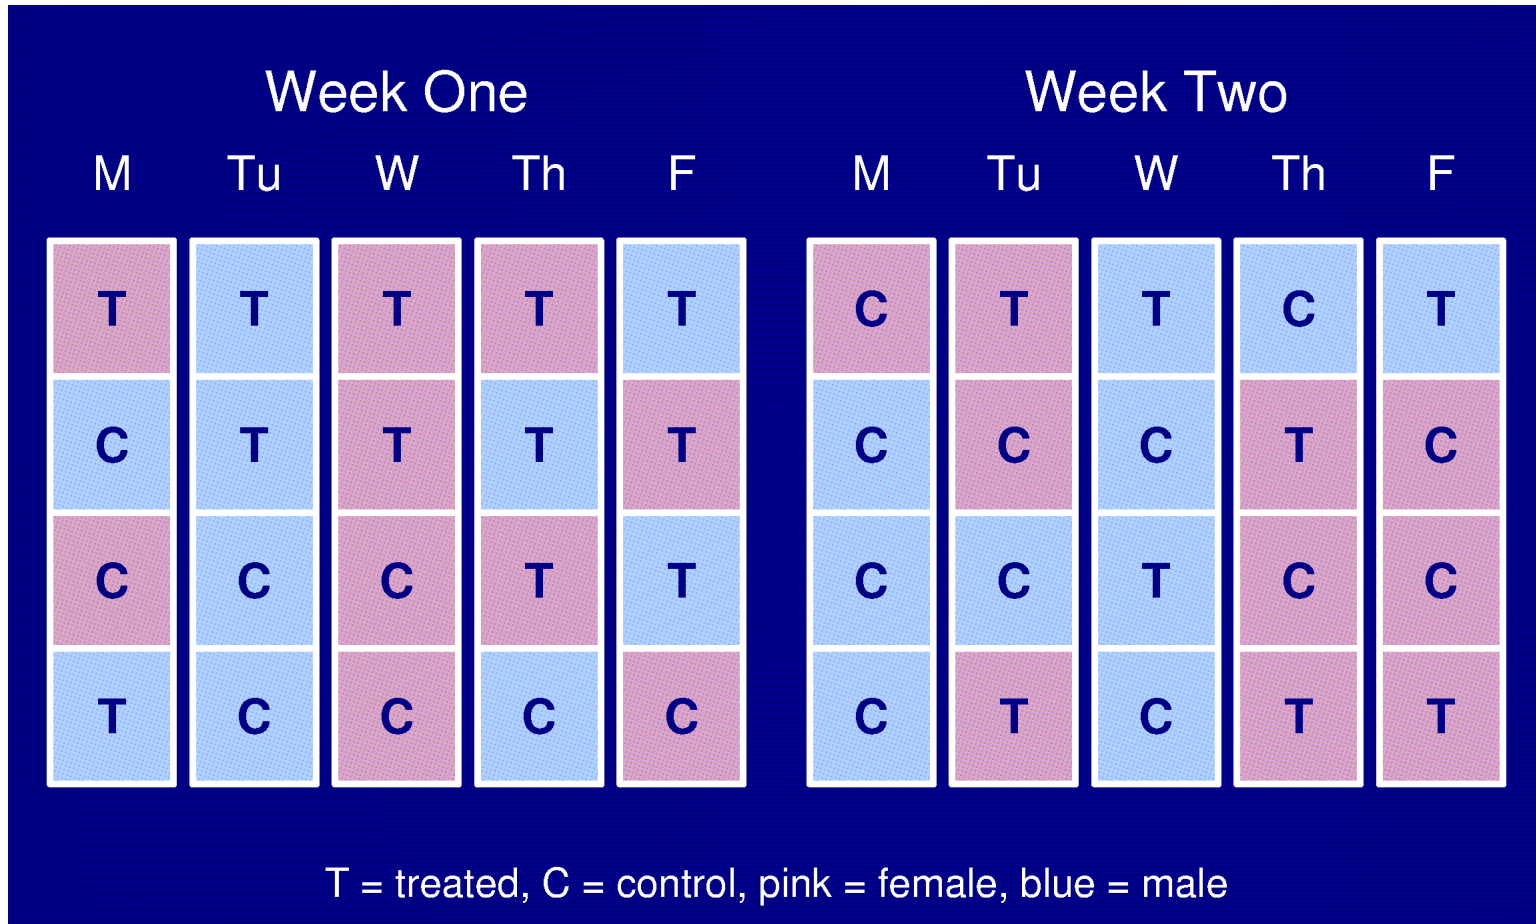 Week One Week Two
M Tu W Th F M Tu W Th F
T T T T T C T T C T
C T T T T C C C T C
C C C T T C C T C C
T C C C C C T C T T
T = treated, C = control, pink = female, blue = male